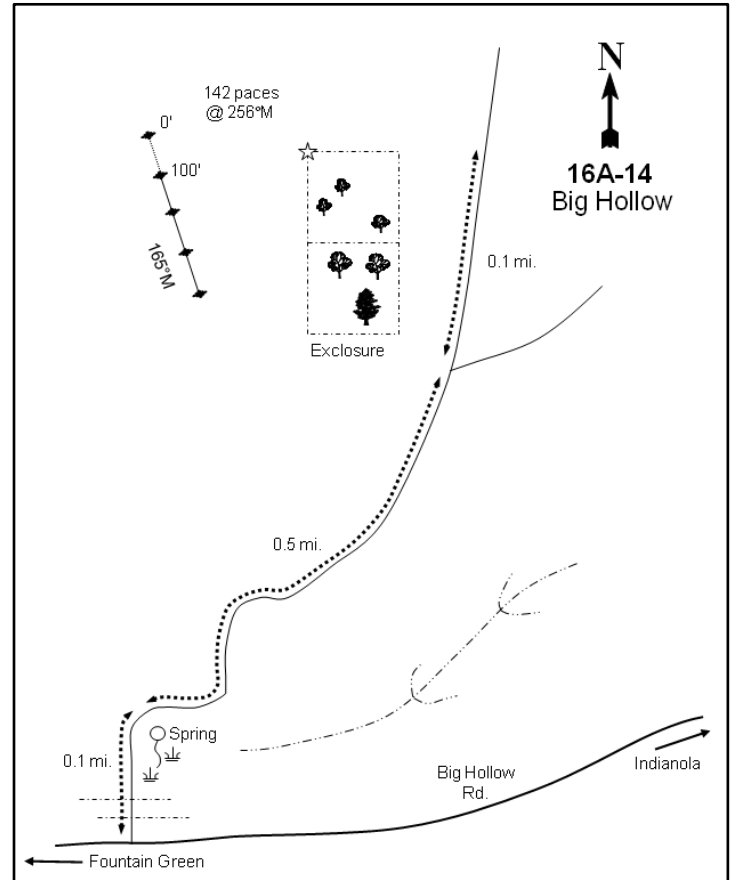 142 paces
@ 256°M
0'
100'
165°M
N
16A-14
Big Hollow
0.1 mi.
Exclosure
0.5 mi.
Spring
0.1 mi.
Big Hollow
Rd.
Indianola
Fountain Green